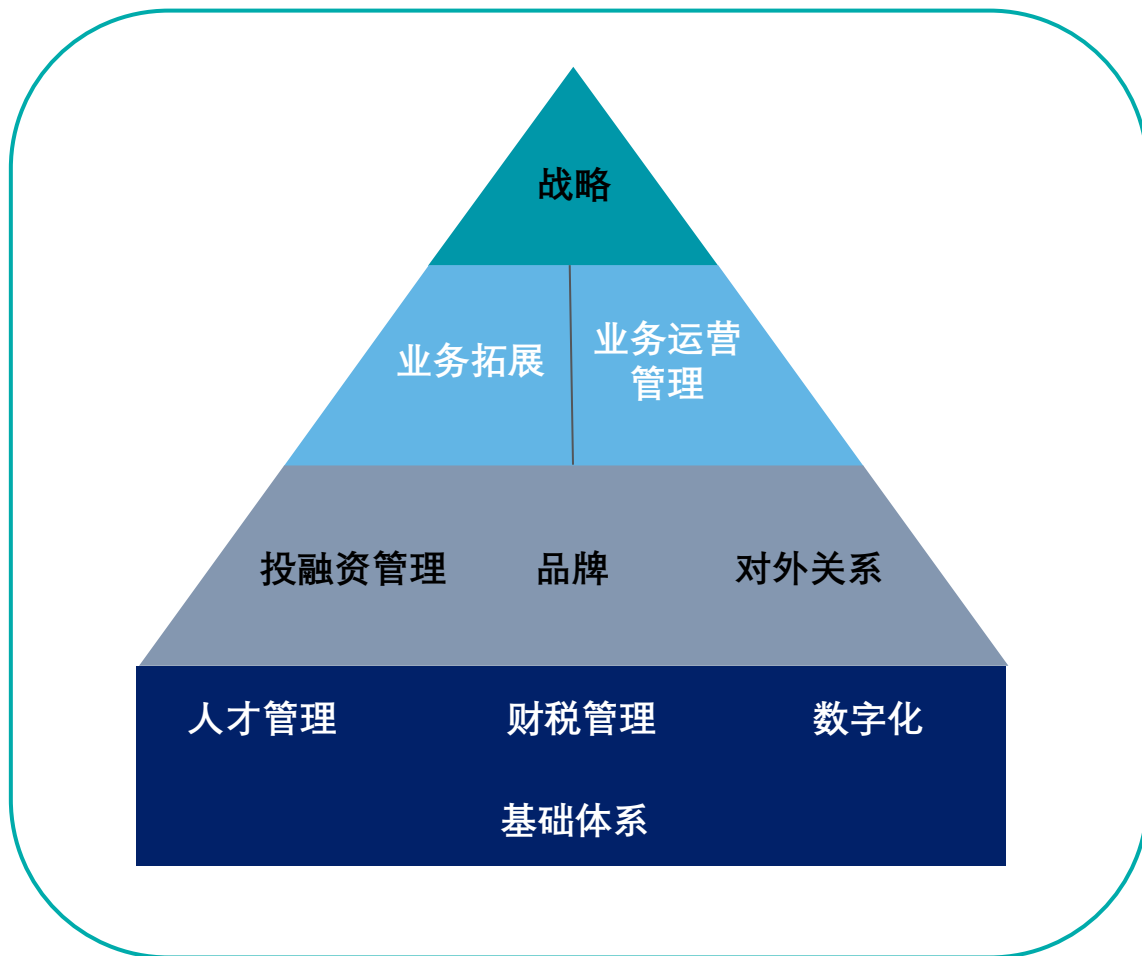 战略
业务拓展
业务运营
管理
投融资管理 品牌 对外关系
人才管理 财税管理 数字化
基础体系